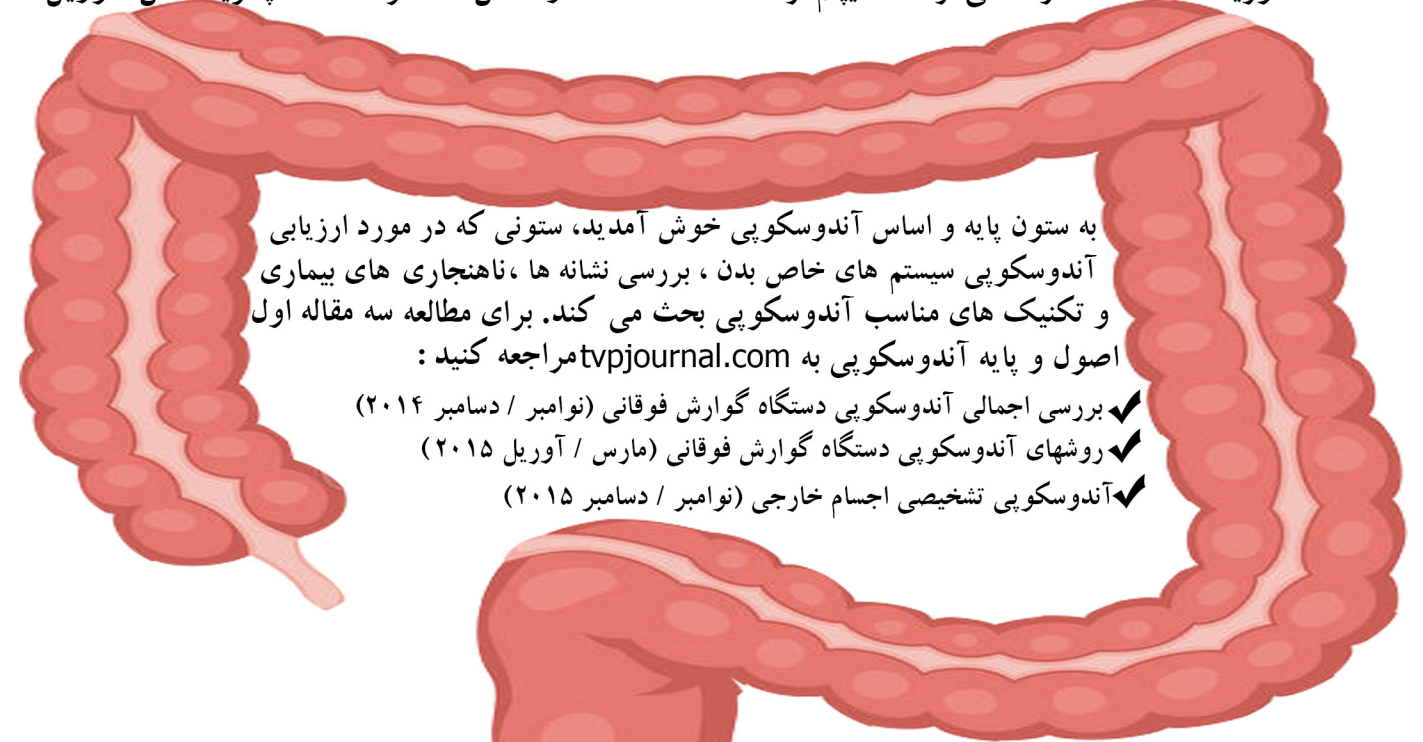 به ستون پایه و اساس آندوسکوپی خوش آمدید، ستونی که در مورد ارزیابی
آندوسکوپی سیستم های خاص بدن ، بررسی نشانه ها ،ناهنجاری های بیماری
و تکنیک های مناسب آندوسکوپی بحث می کند. برای مطالعه سه مقاله اول
اصول و پایه آندوسکوپی به tvpjournal.comمراجعه کنید :
✔بررسی اجمالی آندوسکوپی دستگاه گوارش فوقانی (نوامبر / دسامبر ۲۰۱۴)
✔روشهای آندوسکوپی دستگاه گوارش فوقانی (مارس / آوریل ۲۰۱۵)
✔آندوسکوپی تشخیصی اجسام خارجی (نوامبر / دسامبر ۲۰۱۵)